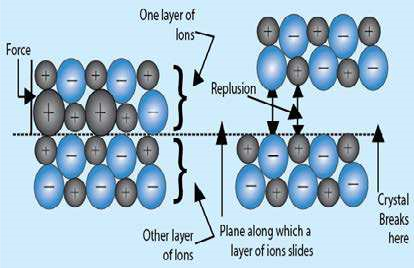 One layer of
Ions
Force
Replusion
Other layer
of Ions
Plane along which a
layer of ions slides
Crystal
Breaks
here
+ − + − +
− + − + −
+ + + + −
+ − + − +
− + − + −
+ − + − +
− + − + −
+ − + − +
− + − + −